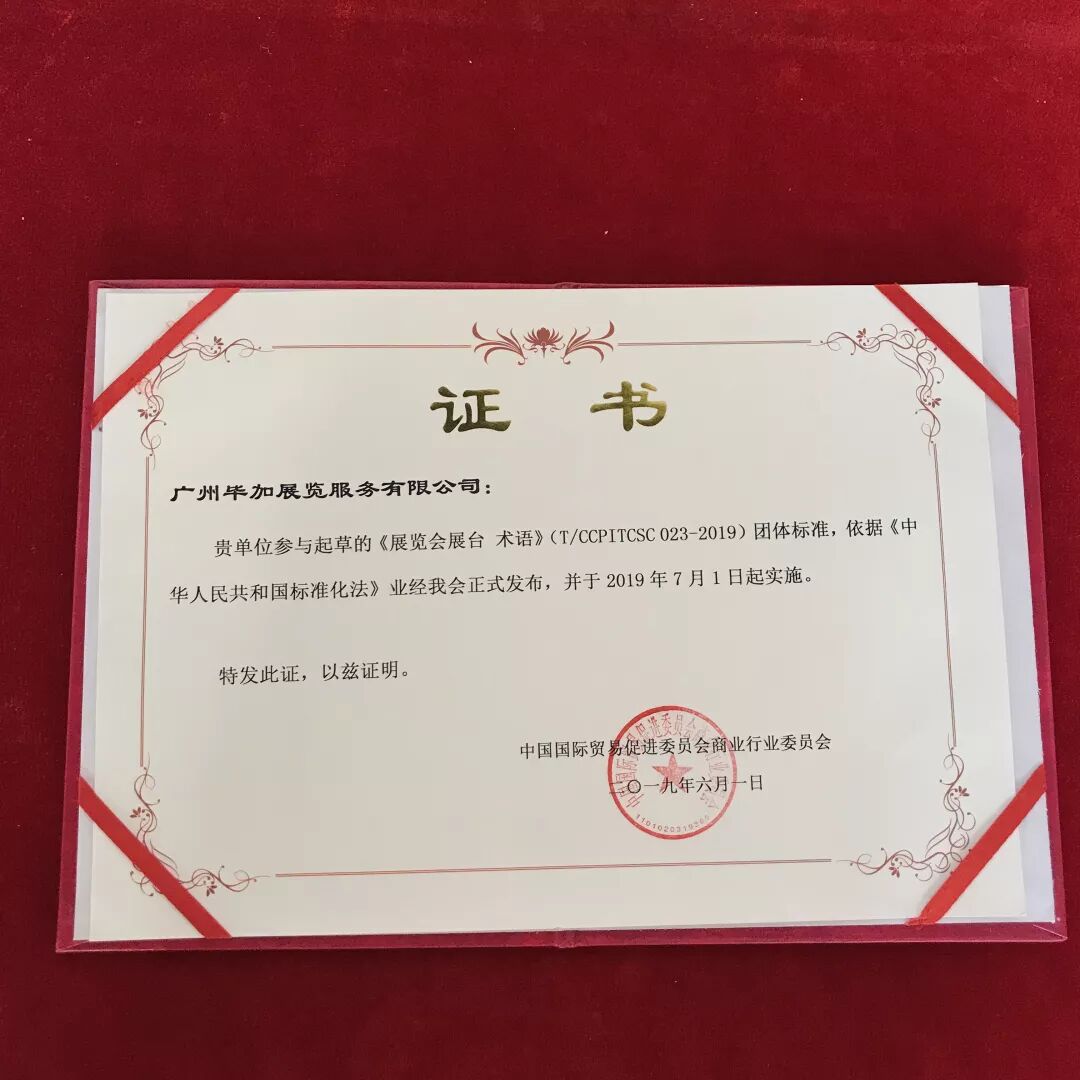 证 书
广州毕加展览服务有限公司：
贵单位参与起草的《展览会展台 术语》（T/CCPITCSC 023-2019）团体标准，依据《中
华人民共和国标准化法》业经我会正式发布，并于 2019 年 7 月 1 日起实施。
特发此证，以兹证明。
中国国际贸易促进委员会商业行业委员会
二〇一九年六月一日